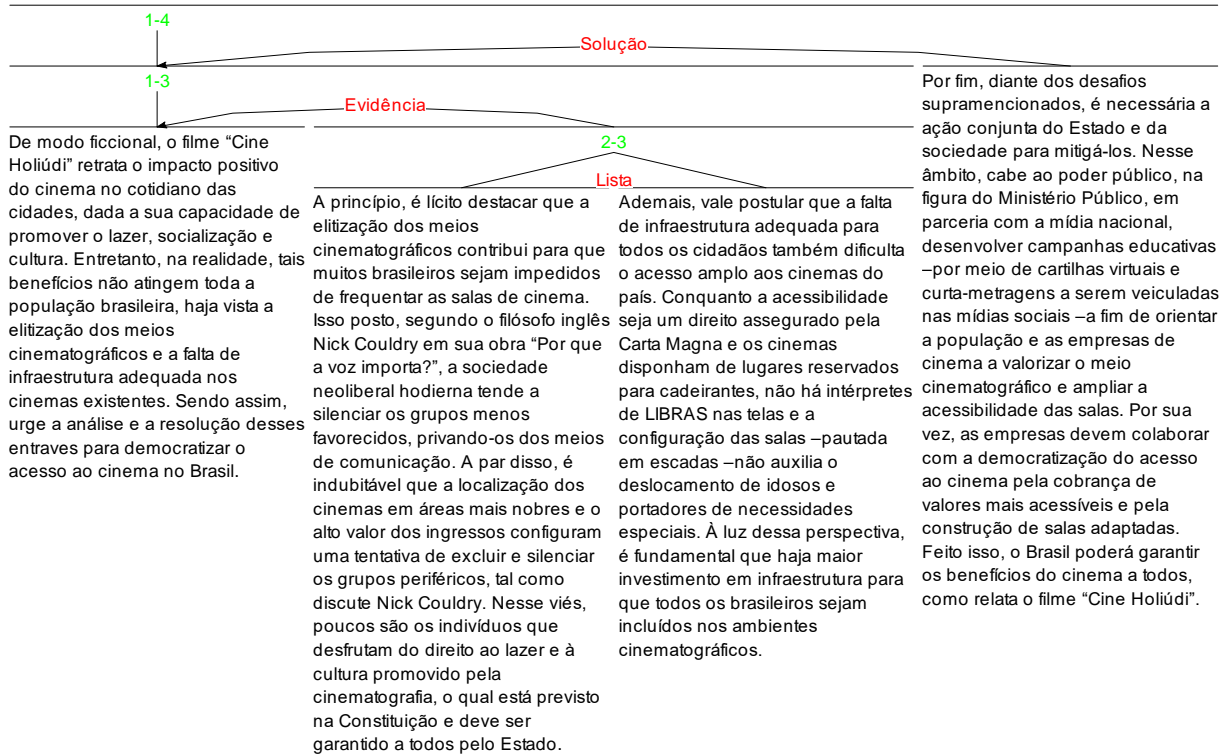 1-4
Solução
1-3
Evidência
De modo ficcional, o filme “Cine
Holiúdi” retrata o impacto positivo
do cinema no cotidiano das
cidades, dada a sua capacidade de
promover o lazer, socialização e
cultura. Entretanto, na realidade, tais
benefícios não atingem toda a
população brasileira, haja vista a
elitização dos meios
cinematográficos e a falta de
infraestrutura adequada nos
cinemas existentes. Sendo assim,
urge a análise e a resolução desses
entraves para democratizar o
acesso ao cinema no Brasil.
2-3
Lista
A princípio, é lícito destacar que a
elitização dos meios
cinematográficos contribui para que
muitos brasileiros sejam impedidos
de frequentar as salas de cinema.
Isso posto, segundo o filósofo inglês
Nick Couldry em sua obra “Por que
a voz importa?”, a sociedade
neoliberal hodierna tende a
silenciar os grupos menos
favorecidos, privando-os dos meios
de comunicação. A par disso, é
indubitável que a localização dos
cinemas em áreas mais nobres e o
alto valor dos ingressos configuram
uma tentativa de excluir e silenciar
os grupos periféricos, tal como
discute Nick Couldry. Nesse viés,
poucos são os indivíduos que
desfrutam do direito ao lazer e à
cultura promovido pela
cinematografia, o qual está previsto
na Constituição e deve ser
garantido a todos pelo Estado.
Ademais, vale postular que a falta
de infraestrutura adequada para
todos os cidadãos também dificulta
o acesso amplo aos cinemas do
país. Conquanto a acessibilidade
seja um direito assegurado pela
Carta Magna e os cinemas
disponham de lugares reservados
para cadeirantes, não há intérpretes
de LIBRAS nas telas e a
configuração das salas –pautada
em escadas –não auxilia o
deslocamento de idosos e
portadores de necessidades
especiais. À luz dessa perspectiva,
é fundamental que haja maior
investimento em infraestrutura para
que todos os brasileiros sejam
incluídos nos ambientes
cinematográficos.
Por fim, diante dos desafios
supramencionados, é necessária a
ação conjunta do Estado e da
sociedade para mitigá-los. Nesse
âmbito, cabe ao poder público, na
figura do Ministério Público, em
parceria com a mídia nacional,
desenvolver campanhas educativas
–por meio de cartilhas virtuais e
curta-metragens a serem veiculadas
nas mídias sociais –a fim de orientar
a população e as empresas de
cinema a valorizar o meio
cinematográfico e ampliar a
acessibilidade das salas. Por sua
vez, as empresas devem colaborar
com a democratização do acesso
ao cinema pela cobrança de
valores mais acessíveis e pela
construção de salas adaptadas.
Feito isso, o Brasil poderá garantir
os benefícios do cinema a todos,
como relata o filme “Cine Holiúdi”.